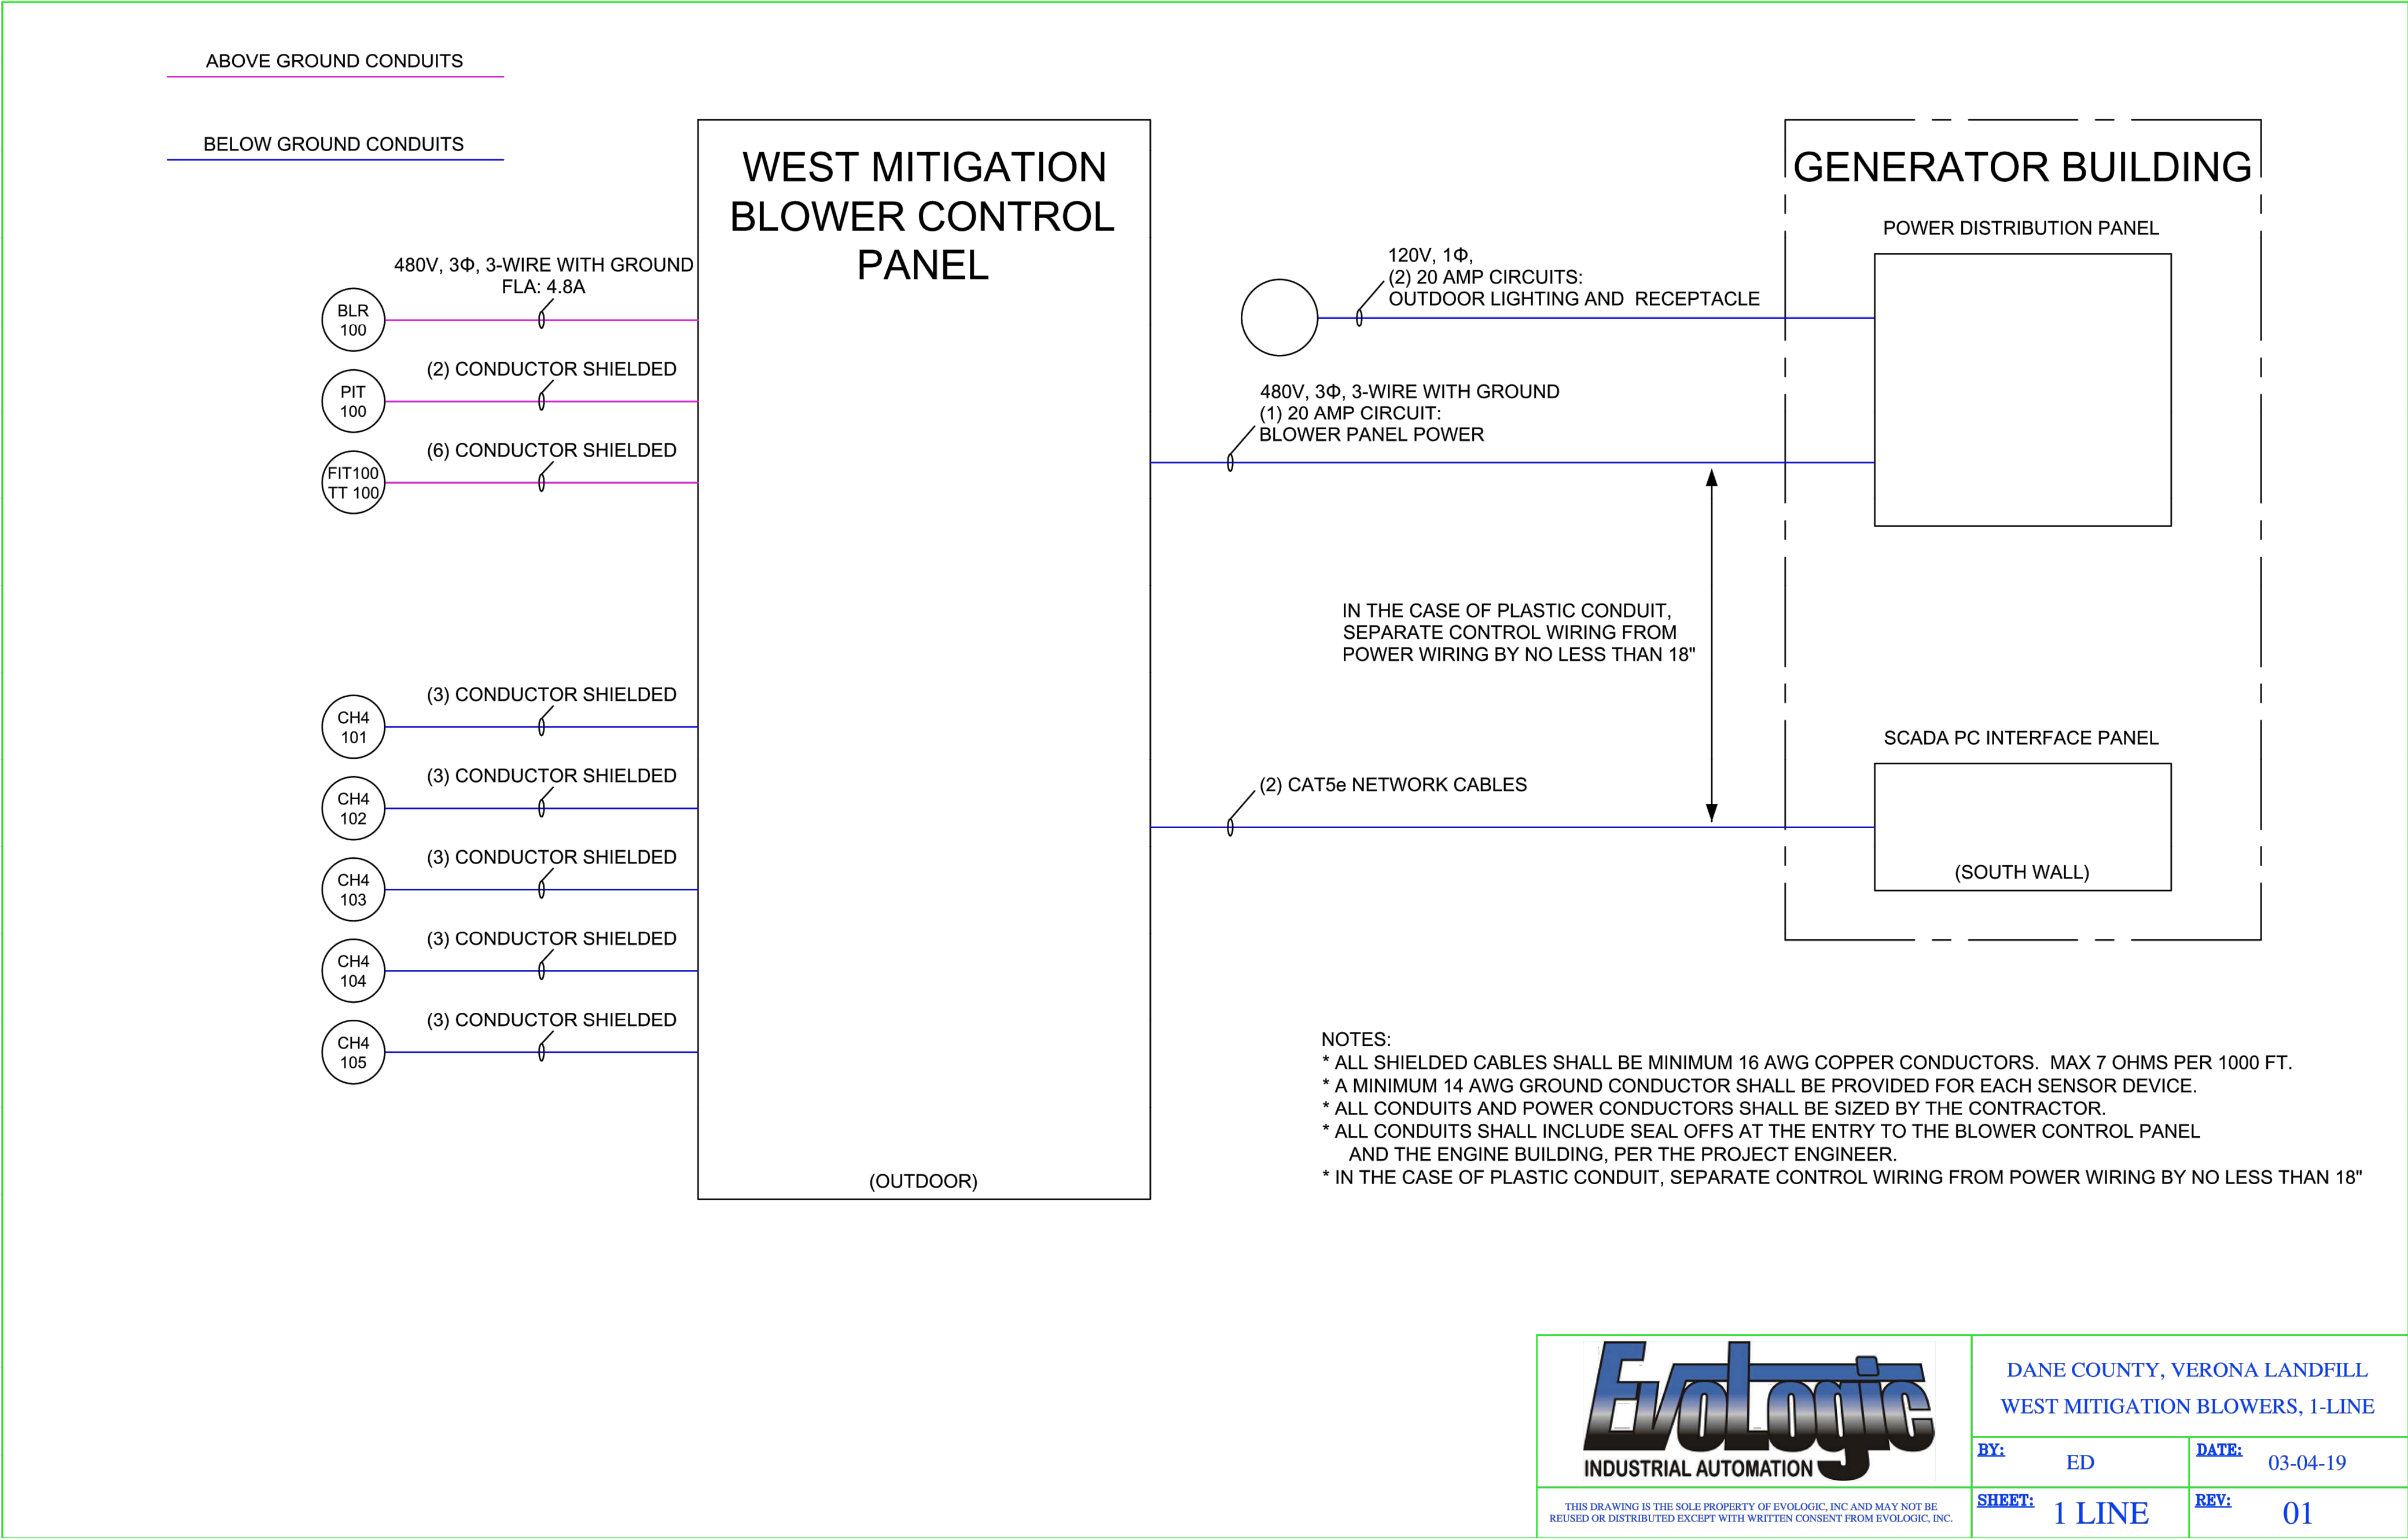 ABOVE GROUND CONDUITS
BELOW GROUND CONDUITS
480V, 3Φ, 3-WIRE WITH GROUND
FLA: 4.8A
BLR
100
(2) CONDUCTOR SHIELDED
PIT
100
(6) CONDUCTOR SHIELDED
FIT100
TT 100
(3) CONDUCTOR SHIELDED
CH4
101
(3) CONDUCTOR SHIELDED
CH4
102
(3) CONDUCTOR SHIELDED
CH4
103
(3) CONDUCTOR SHIELDED
CH4
104
(3) CONDUCTOR SHIELDED
CH4
105
WEST MITIGATION
BLOWER CONTROL
PANEL
(OUTDOOR)
120V, 1Φ,
(2) 20 AMP CIRCUITS:
OUTDOOR LIGHTING AND RECEPTACLE
480V, 3Φ, 3-WIRE WITH GROUND
(1) 20 AMP CIRCUIT:
BLOWER PANEL POWER
IN THE CASE OF PLASTIC CONDUIT,
SEPARATE CONTROL WIRING FROM
POWER WIRING BY NO LESS THAN 18"
(2) CAT5e NETWORK CABLES
GENERATOR BUILDING
POWER DISTRIBUTION PANEL
SCADA PC INTERFACE PANEL
(SOUTH WALL)
NOTES:
* ALL SHIELDED CABLES SHALL BE MINIMUM 16 AWG COPPER CONDUCTORS. MAX 7 OHMS PER 1000 FT.
* A MINIMUM 14 AWG GROUND CONDUCTOR SHALL BE PROVIDED FOR EACH SENSOR DEVICE.
* ALL CONDUITS AND POWER CONDUCTORS SHALL BE SIZED BY THE CONTRACTOR.
* ALL CONDUITS SHALL INCLUDE SEAL OFFS AT THE ENTRY TO THE BLOWER CONTROL PANEL
AND THE ENGINE BUILDING, PER THE PROJECT ENGINEER.
* IN THE CASE OF PLASTIC CONDUIT, SEPARATE CONTROL WIRING FROM POWER WIRING BY NO LESS THAN 18"
EvoLogic
INDUSTRIAL AUTOMATION
THIS DRAWING IS THE SOLE PROPERTY OF EVOLOGIC, INC AND MAY NOT BE
REUSED OR DISTRIBUTED EXCEPT WITH WRITTEN CONSENT FROM EVOLOGIC, INC.
DANE COUNTY, VERONA LANDFILL
WEST MITIGATION BLOWERS, 1-LINE
BY: ED
DATE: 03-04-19
SHEET: 1 LINE
REV: 01